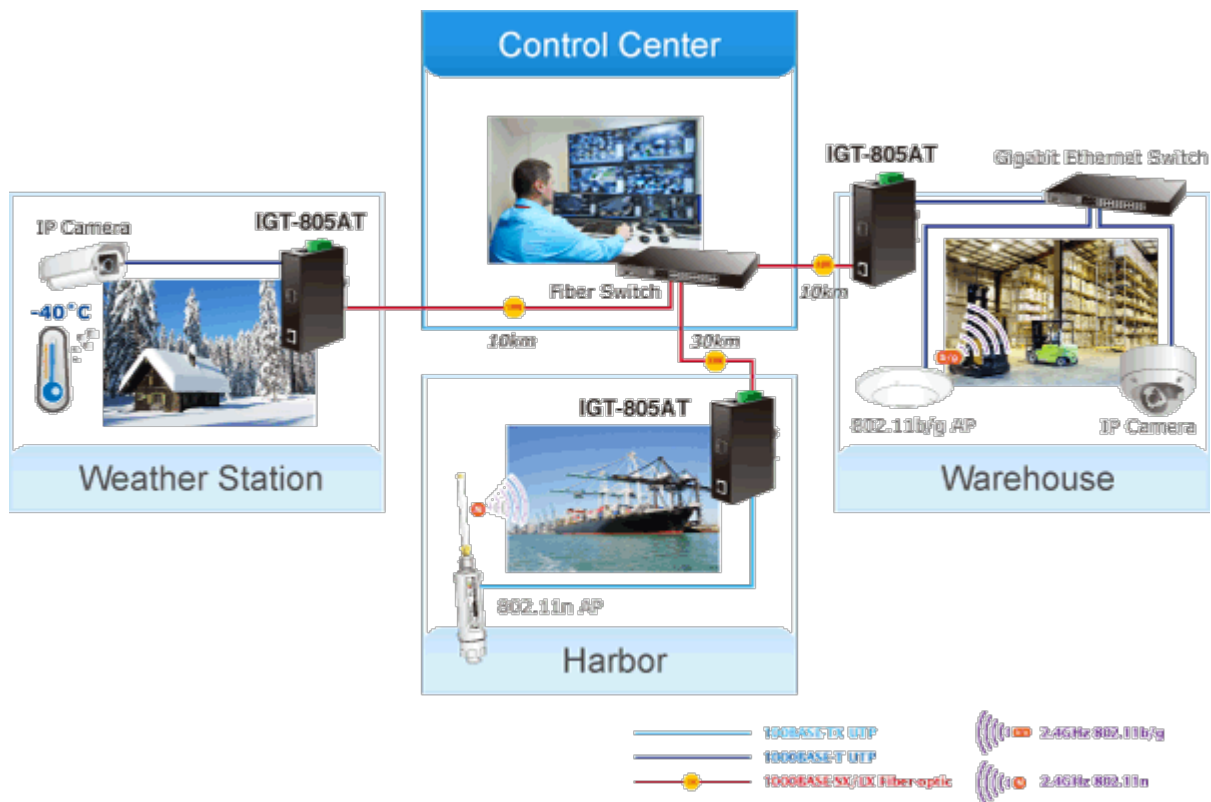 Control Center
IGT-805AT
Gigabit Ethernet Switch
IP Camera
IGT-805AT
-40°C
Fiber Switch
10km
10km
30km
IGT-805AT
802.11b/g AP
IP Camera
Weather Station
Warehouse
802.11n AP
Harbor
100BASE-TX UTP
2.4GHz 802.11b/g
1000BASE-T UTP
1000BASE-SX/LX Fiber-optic
2.4GHz 802.11n